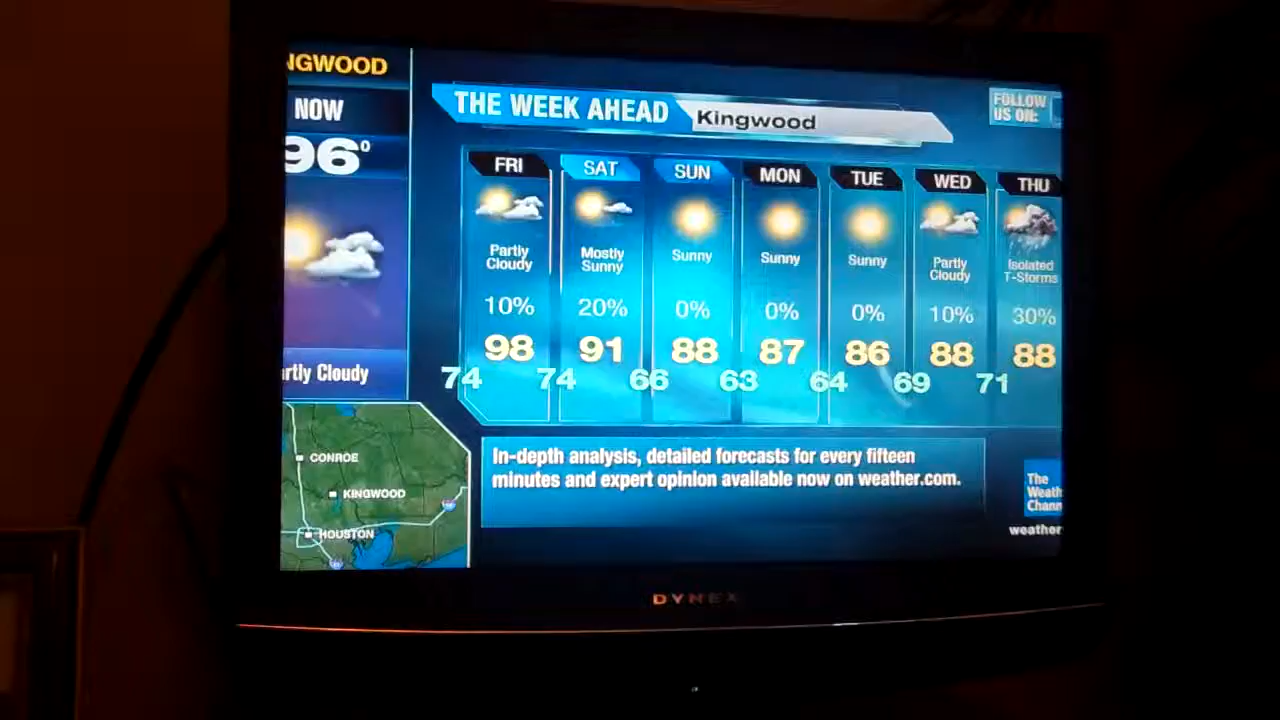 NGWOOD
NOW
96°
rtly Cloudy
THE WEEK AHEAD
Kingwood
FOLLOW
US ON:
FRI SAT SUN MON TUE WED THU
Partly
Cloudy
Mostly
Sunny
Sunny
Sunny
Sunny
Partly
Cloudy
Isolated
T-Storms
10% 20% 0% 0% 0% 10% 30%
98 91 88 87 86 88 88
74 74 66 63 64 69 71
CONROE
KINGWOOD
HOUSTON
In-depth analysis, detailed forecasts for every fifteen
minutes and expert opinion available now on weather.com.
The
Weath
Chann
weather
DYNEX